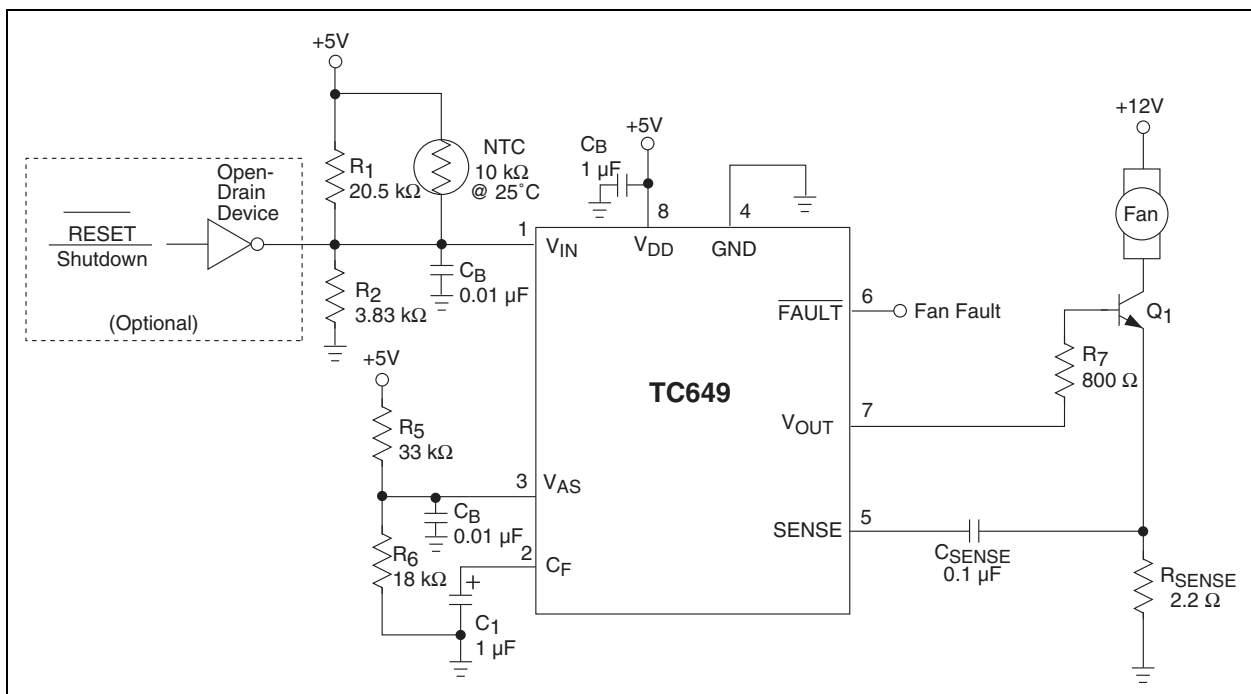 +5V
R1
20.5 kΩ
NTC
10 kΩ
@ 25˚C
Open-
Drain
Device
RESET
Shutdown
(Optional)
R2
3.83 kΩ
CB
0.01 µF
CB
1 µF
+5V
8
VDD
4
GND
1
VIN
+12V
Fan
Q1
R7
800 Ω
FAULT
6
Fan Fault
TC649
VOUT
7
+5V
R5
33 kΩ
3
VAS
CB
0.01 µF
R6
18 kΩ
2
CF
+
C1
1 µF
SENSE
5
CSENSE
0.1 µF
RSENSE
2.2 Ω